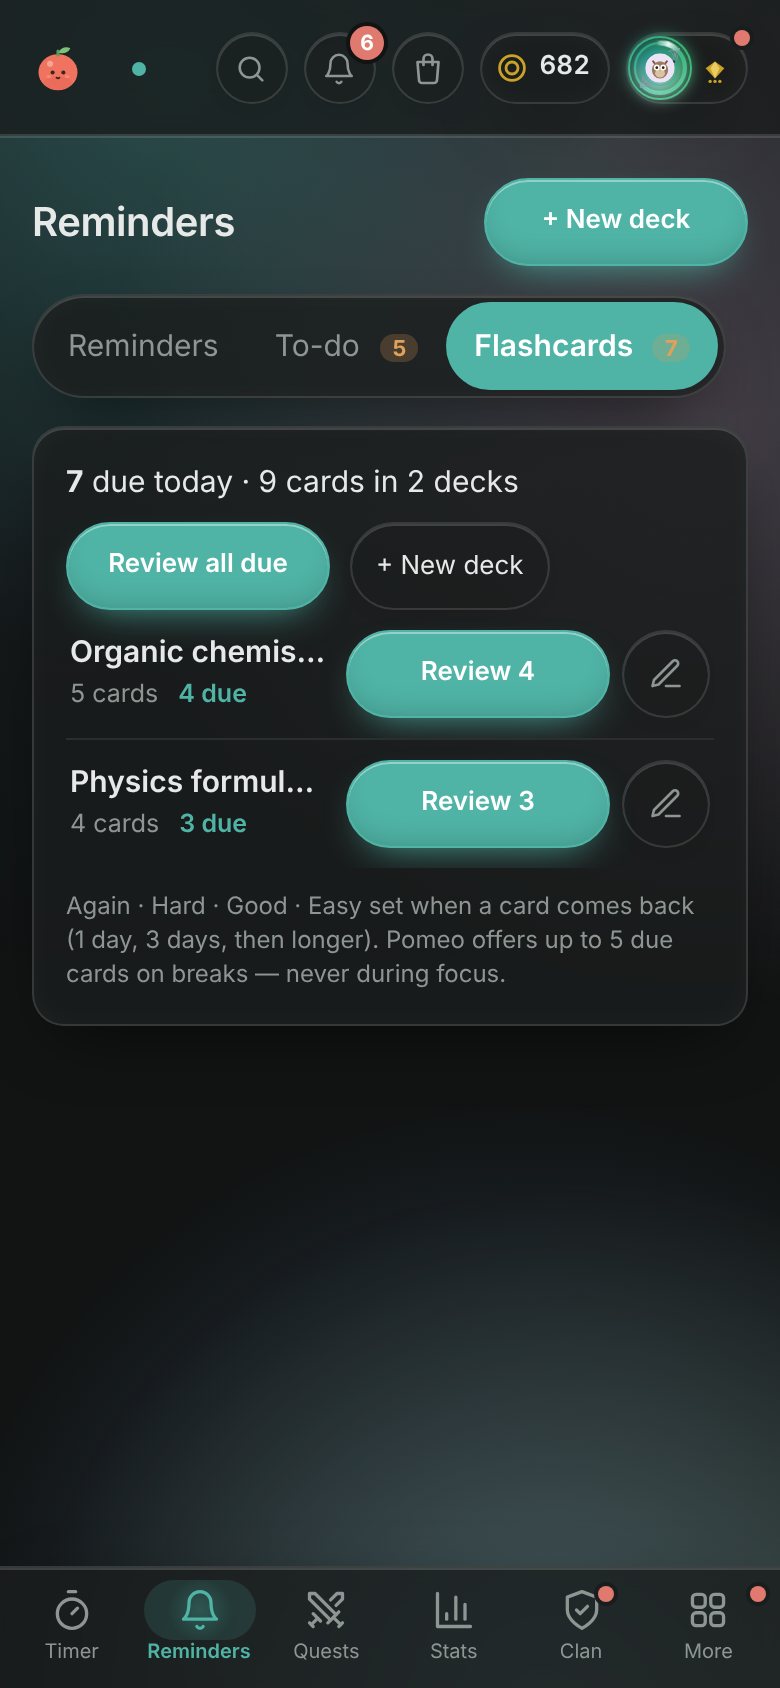 6
682
Reminders
+ New deck
Reminders To-do 5 Flashcards 7
7 due today · 9 cards in 2 decks
Review all due
+ New deck
Organic chemis...
5 cards 4 due
Review 4
Physics formul...
4 cards 3 due
Review 3
Again · Hard · Good · Easy set when a card comes back
(1 day, 3 days, then longer). Pomeo offers up to 5 due
cards on breaks — never during focus.
Timer Reminders Quests Stats Clan More